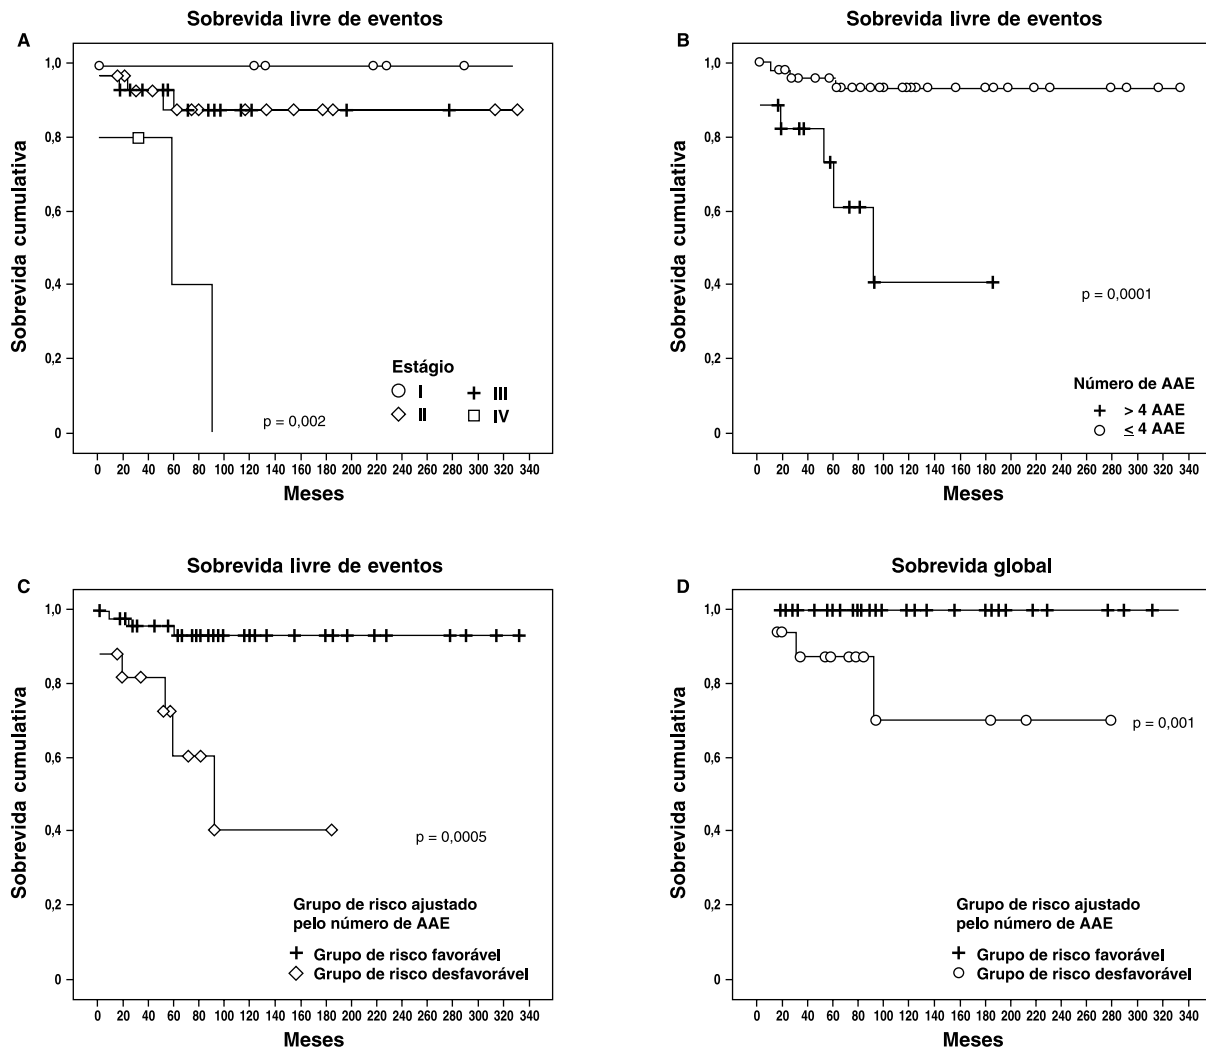 Sobrevida livre de eventos
A
Sobrevida cumulativa
1,0
0,8
0,6
0,4
0,2
0
Estágio
I
III
II
IV
p = 0,002
0 20 40 60 80 100 120 140 160 180 200 220 240 260 280 300 320 340
Meses
Sobrevida livre de eventos
B
Sobrevida cumulativa
1,0
0,8
0,6
0,4
0,2
0
p = 0,0001
Número de AAE
> 4 AAE
≤ 4 AAE
0 20 40 60 80 100 120 140 160 180 200 220 240 260 280 300 320 340
Meses
Sobrevida livre de eventos
C
Sobrevida cumulativa
1,0
0,8
0,6
0,4
0,2
0
p = 0,0005
Grupo de risco ajustado
pelo número de AAE
Grupo de risco favorável
Grupo de risco desfavorável
0 20 40 60 80 100 120 140 160 180 200 220 240 260 280 300 320 340
Meses
Sobrevida global
D
Sobrevida cumulativa
1,0
0,8
0,6
0,4
0,2
0
p = 0,001
Grupo de risco ajustado
pelo número de AAE
Grupo de risco favorável
Grupo de risco desfavorável
0 20 40 60 80 100 120 140 160 180 200 220 240 260 280 300 320 340
Meses